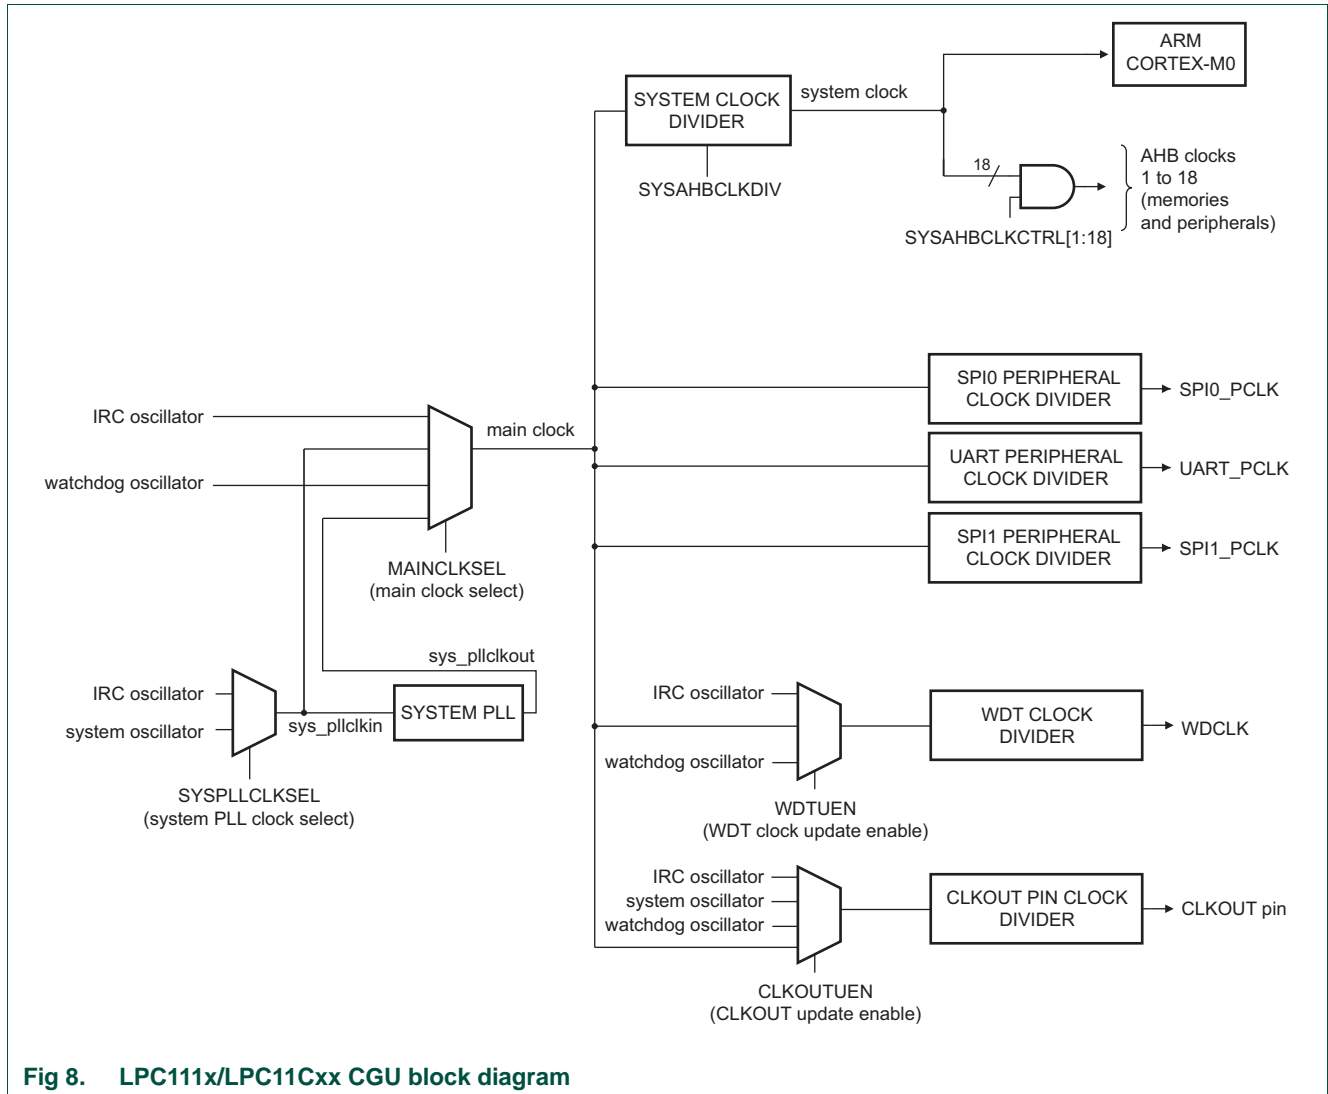 ARM
CORTEX-M0
SYSTEM CLOCK
DIVIDER
system clock
SYSAHBCLKDIV
18
AHB clocks
1 to 18
(memories
and peripherals)
SYSAHBCLKCTRL[1:18]
SPI0 PERIPHERAL
CLOCK DIVIDER
SPI0_PCLK
IRC oscillator
main clock
UART PERIPHERAL
CLOCK DIVIDER
UART_PCLK
watchdog oscillator
SPI1 PERIPHERAL
CLOCK DIVIDER
SPI1_PCLK
MAINCLKSEL
(main clock select)
sys_pllclkout
IRC oscillator
system oscillator
sys_pllclkin
SYSTEM PLL
SYSPLLCLKSEL
(system PLL clock select)
IRC oscillator
watchdog oscillator
WDT CLOCK
DIVIDER
WDCLK
WDTUEN
(WDT clock update enable)
IRC oscillator
system oscillator
watchdog oscillator
CLKOUT PIN CLOCK
DIVIDER
CLKOUT pin
CLKOUTUEN
(CLKOUT update enable)
Fig 8. LPC111x/LPC11Cxx CGU block diagram